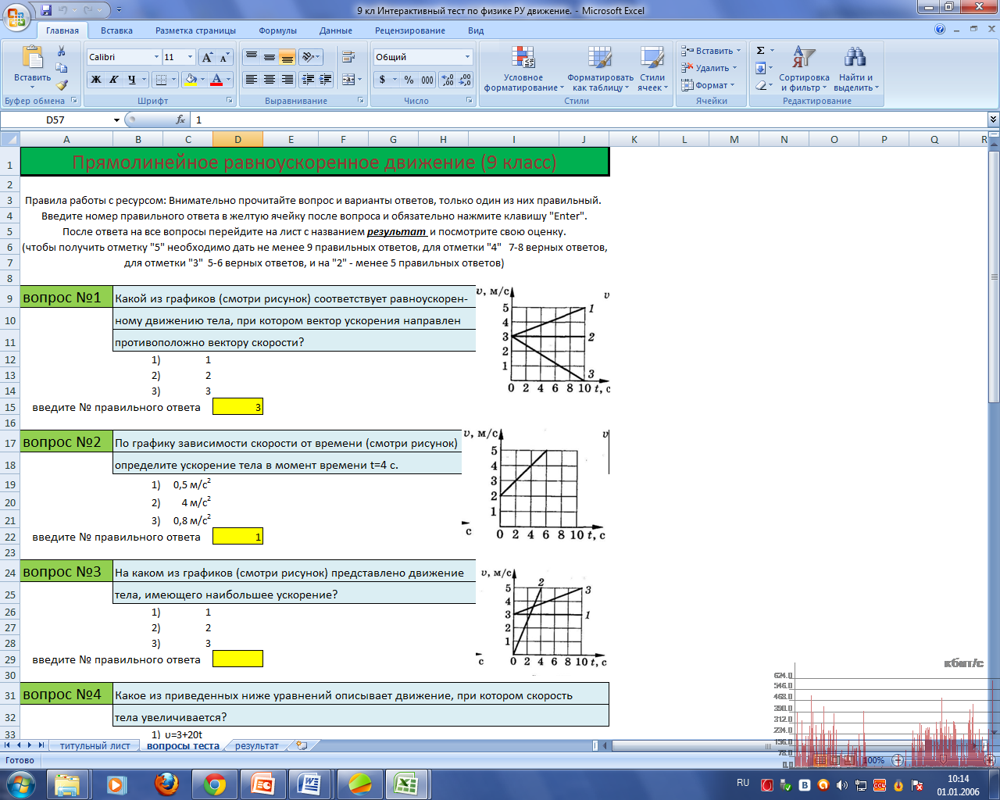 9 кл Интерактивный тест по физике РУ движение. - Microsoft Excel
Главная Вставка Разметка страницы Формулы Данные Рецензирование Вид
Вставить
Буфер обмена
Calibri 11
Ж К Ч
Шрифт
Выравнивание
Общий
$ % 000
Число
Условное форматирование
Форматировать как таблицу
Стили ячеек
Стили
Вставить
Удалить
Формат
Ячейки
Сортировка и фильтр
Найти и выделить
Редактирование
D57 fx 1
A B C D E F G H I J K L M N O P Q R
1 Прямолинейное равноускоренное движение (9 класс)
2
3 Правила работы с ресурсом: Внимательно прочитайте вопрос и варианты ответов, только один из них правильный.
4 Введите номер правильного ответа в желтую ячейку после вопроса и обязательно нажмите клавишу "Enter".
5 После ответа на все вопросы перейдите на лист с названием результат и посмотрите свою оценку.
6 (чтобы получить отметку "5" необходимо дать не менее 9 правильных ответов, для отметки "4" 7-8 верных ответов,
7 для отметки "3" 5-6 верных ответов, и на "2" - менее 5 правильных ответов)
8
9 вопрос №1 Какой из графиков (смотри рисунок) соответствует равноускорен-
10 ному движению тела, при котором вектор ускорения направлен
11 противоположно вектору скорости?
12 1) 1
13 2) 2
14 3) 3
15 введите № правильного ответа 3
υ, м/с υ
5 1
4
3 2
2
1 3
0 2 4 6 8 10 t, с
16
17 вопрос №2 По графику зависимости скорости от времени (смотри рисунок)
18 определите ускорение тела в момент времени t=4 с.
19 1) 0,5 м/с²
20 2) 4 м/с²
21 3) 0,8 м/с²
22 введите № правильного ответа 1
υ, м/с υ
5
4
3
2
1
с 0 2 4 6 8 10 t, с
23
24 вопрос №3 На каком из графиков (смотри рисунок) представлено движение
25 тела, имеющего наибольшее ускорение?
26 1) 1
27 2) 2
28 3) 3
29 введите № правильного ответа
υ, м/с 2
5 3
4
3 1
2
1
с 0 2 4 6 8 10 t, с
30
31 вопрос №4 Какое из приведенных ниже уравнений описывает движение, при котором скорость
32 тела увеличивается?
33 1) υ=3+20t
кбит/с
624.0
546.0
468.0
390.0
312.0
234.0
156.0
78.0
0.0
титульный лист вопросы теста результат
Готово 100%
RU 10:14
01.01.2006